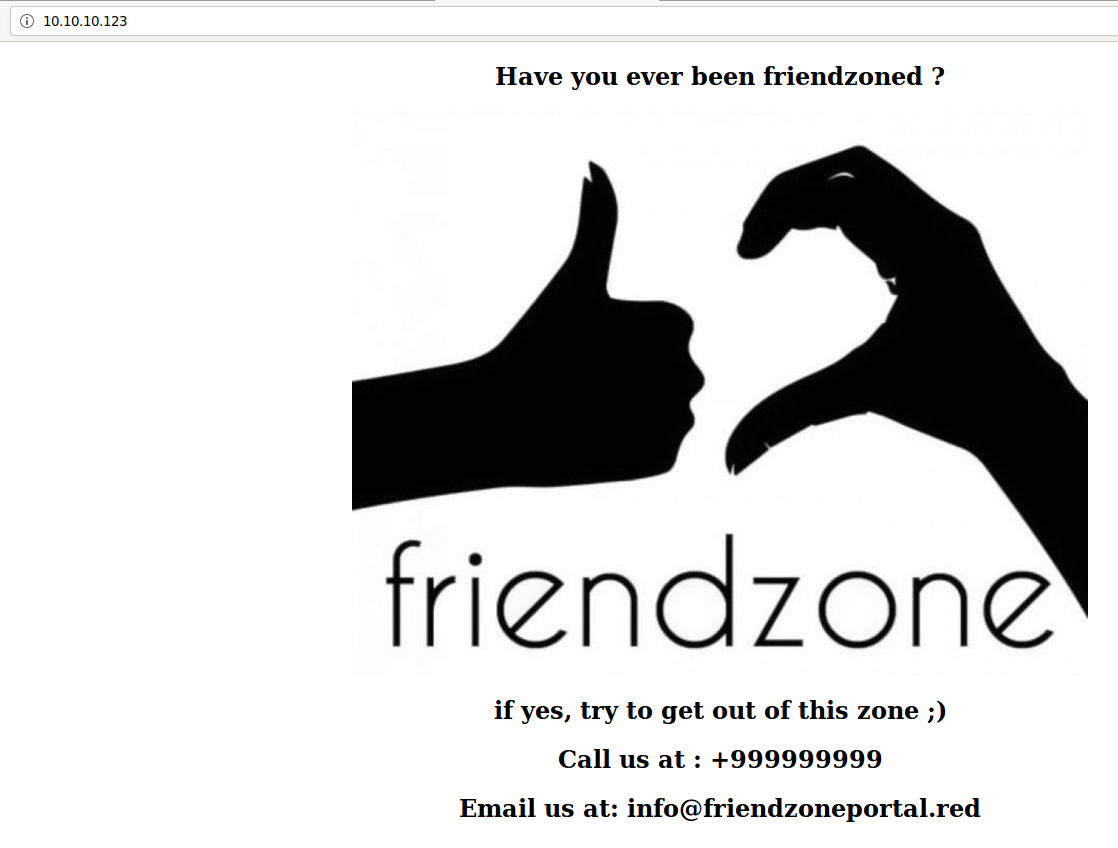 10.10.10.123
Have you ever been friendzoned ?
friendzone
if yes, try to get out of this zone ;)
Call us at : +999999999
Email us at: info@friendzoneportal.red